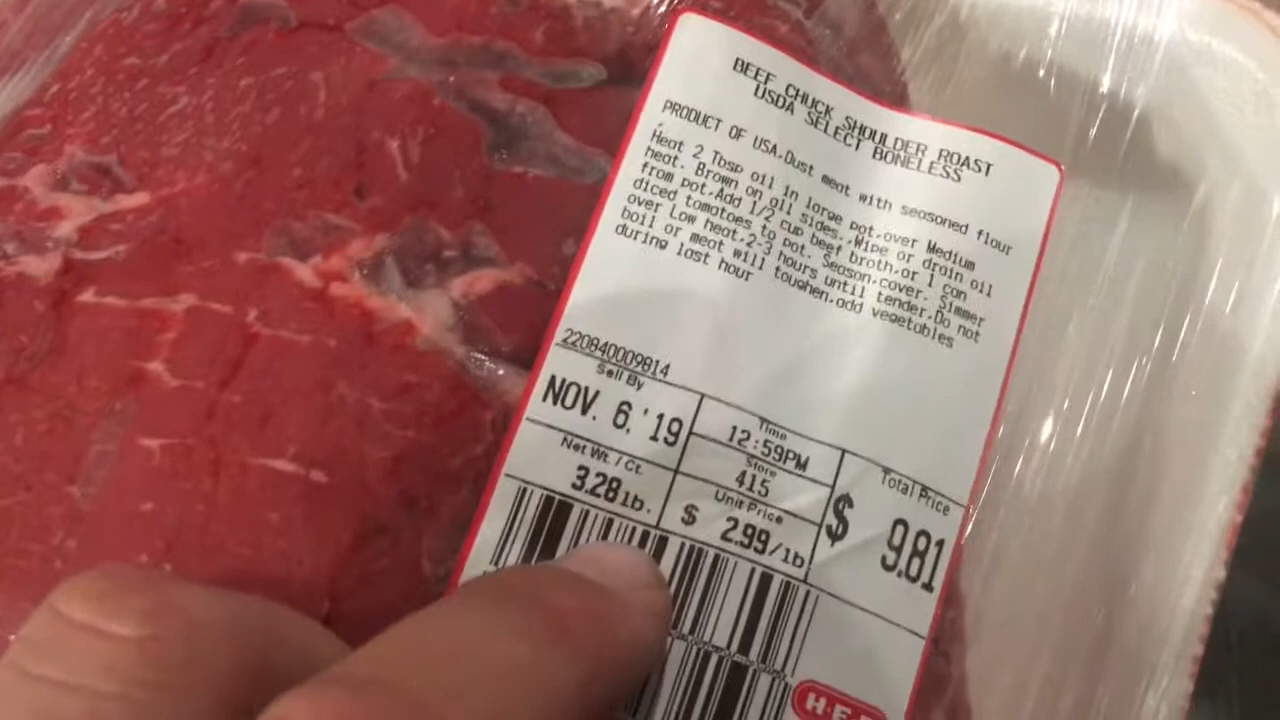 BEEF CHUCK SHOULDER ROAST
USDA SELECT BONELESS
PRODUCT OF USA.Dust meat with seasoned flour
Heat 2 Tbsp oil in large pot.over Medium
heat. Brown on all sides..Wipe or drain oil
from pot.Add 1/2 cup beef broth.or 1 can
diced tomatoes to pot. Season.cover. Simmer
over Low heat.2-3 hours until tender.Do not
boil or meat will toughen.add vegetables
during last hour
220840009814
Sell By
NOV. 6, '19
Time
12:59PM
Store
415
Net Wt. / Ct.
3.28 lb.
Unit Price
$ 2.99/lb
Total Price
$ 9.81
H-E-B